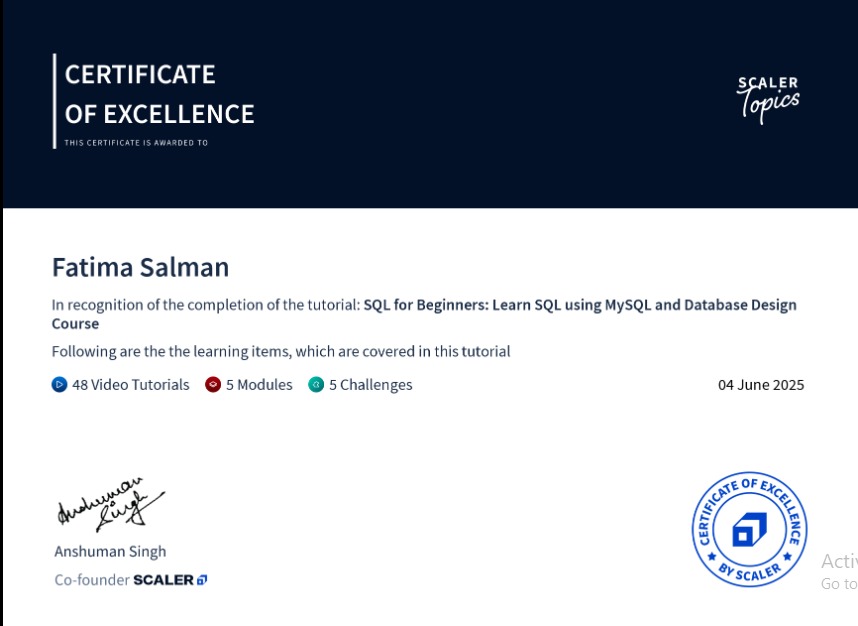 CERTIFICATE
OF EXCELLENCE
THIS CERTIFICATE IS AWARDED TO
SCALER
Topics
Fatima Salman
In recognition of the completion of the tutorial: SQL for Beginners: Learn SQL using MySQL and Database Design
Course
Following are the the learning items, which are covered in this tutorial
48 Video Tutorials 5 Modules 5 Challenges 04 June 2025
Anshuman
Singh
Anshuman Singh
Co-founder SCALER
CERTIFICATE OF EXCELLENCE
BY SCALER
Activ
Go to